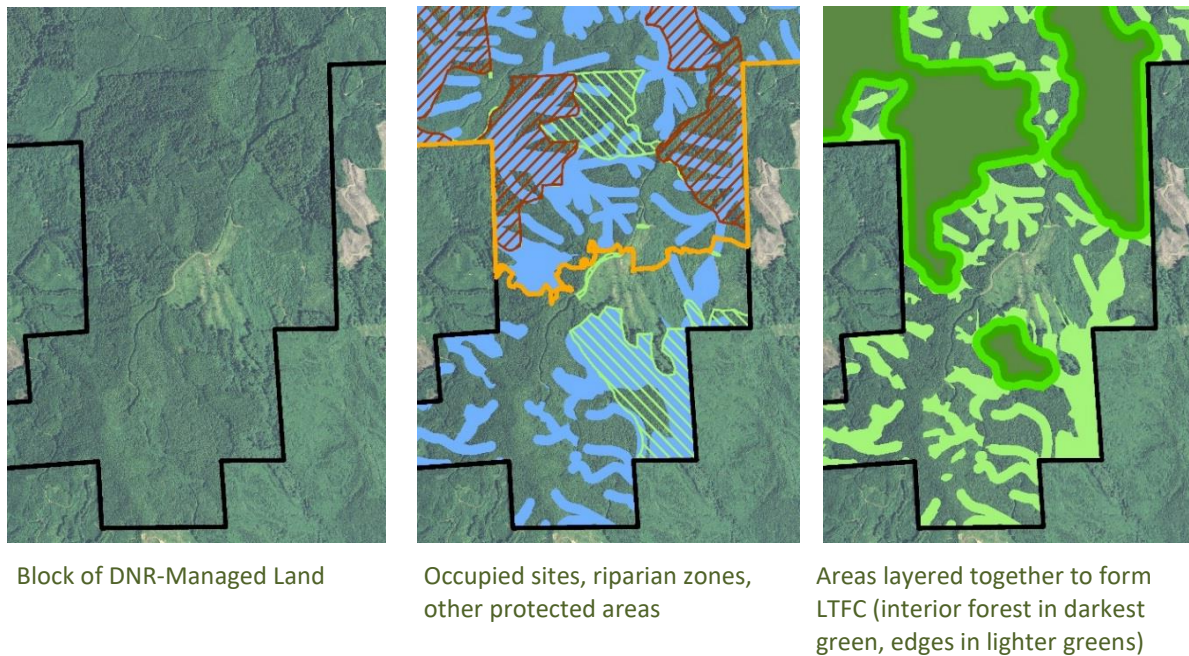 Block of DNR-Managed Land
Occupied sites, riparian zones,
other protected areas
Areas layered together to form
LTFC (interior forest in darkest
green, edges in lighter greens)